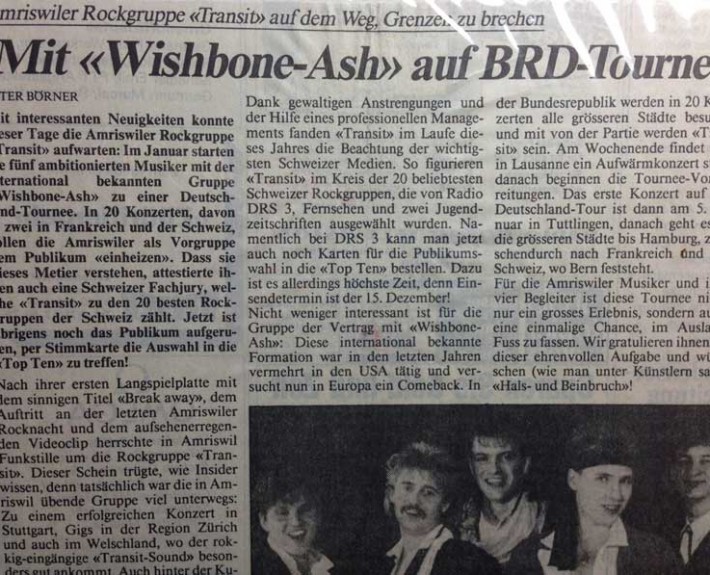 mriswiler Rockgruppe «Transit» auf dem Weg, Grenzen zu brechen
Mit «Wishbone-Ash» auf BRD-Tourne
TER BÖRNER
it interessanten Neuigkeiten konnte
eser Tage die Amriswiler Rockgruppe
Transit» aufwarten: Im Januar starten
e fünf ambitionierten Musiker mit der
ternational bekannten Gruppe
Wishbone-Ash» zu einer Deutsch-
nd-Tournee. In 20 Konzerten, davon
zwei in Frankreich und der Schweiz,
ollen die Amriswiler als Vorgruppe
em Publikum «einheizen». Dass sie
ieses Metier verstehen, attestierte ih-
en auch eine Schweizer Fachjury, wel-
he «Transit» zu den 20 besten Rock-
ruppen der Schweiz zählt. Jetzt ist
brigens noch das Publikum aufgeru-
en, per Stimmkarte die Auswahl in die
«Top Ten» zu treffen!
Nach ihrer ersten Langspielplatte mit
dem sinnigen Titel «Break away», dem
Auftritt an der letzten Amriswiler
Rocknacht und dem aufsehenerregen-
den Videoclip herrschte in Amriswil
Funkstille um die Rockgruppe «Tran-
sit». Dieser Schein trügte, wie Insider
wissen, denn tatsächlich war die in Am-
riswil übende Gruppe viel unterwegs:
Zu einem erfolgreichen Konzert in
Stuttgart, Gigs in der Region Zürich
und auch im Welschland, wo der rok-
kig-eingängige «Transit-Sound» beson-
ders gut ankommt. Auch hinter der Ku-
Dank gewaltigen Anstrengungen und
der Hilfe eines professionellen Manage-
ments fanden «Transit» im Laufe die-
ses Jahres die Beachtung der wichtig-
sten Schweizer Medien. So figurieren
«Transit» im Kreis der 20 beliebtesten
Schweizer Rockgruppen, die von Radio
DRS 3, Fernsehen und zwei Jugend-
zeitschriften ausgewählt wurden. Na-
mentlich bei DRS 3 kann man jetzt
auch noch Karten für die Publikums-
wahl in die «Top Ten» bestellen. Dazu
ist es allerdings höchste Zeit, denn Ein-
sendetermin ist der 15. Dezember!
Nicht weniger interessant ist für die
Gruppe der Vertrag mit «Wishbone-
Ash»: Diese international bekannte
Formation war in den letzten Jahren
vermehrt in den USA tätig und ver-
sucht nun in Europa ein Comeback. In
der Bundesrepublik werden in 20 K
zerten alle grösseren Städte besu
und mit von der Partie werden «T
sit» sein. Am Wochenende findet
in Lausanne ein Aufwärmkonzert s
danach beginnen die Tournee-Vor
reitungen. Das erste Konzert auf
Deutschland-Tour ist dann am 5.
nuar in Tuttlingen, danach geht es
die grösseren Städte bis Hamburg, z
schendurch nach Frankreich und
Schweiz, wo Bern feststeht.
Für die Amriswiler Musiker und i
vier Begleiter ist diese Tournee ni
nur ein grosses Erlebnis, sondern au
eine einmalige Chance, im Ausla
Fuss zu fassen. Wir gratulieren ihnen
dieser ehrenvollen Aufgabe und wü
schen (wie man unter Künstlern sa
«Hals- und Beinbruch»!